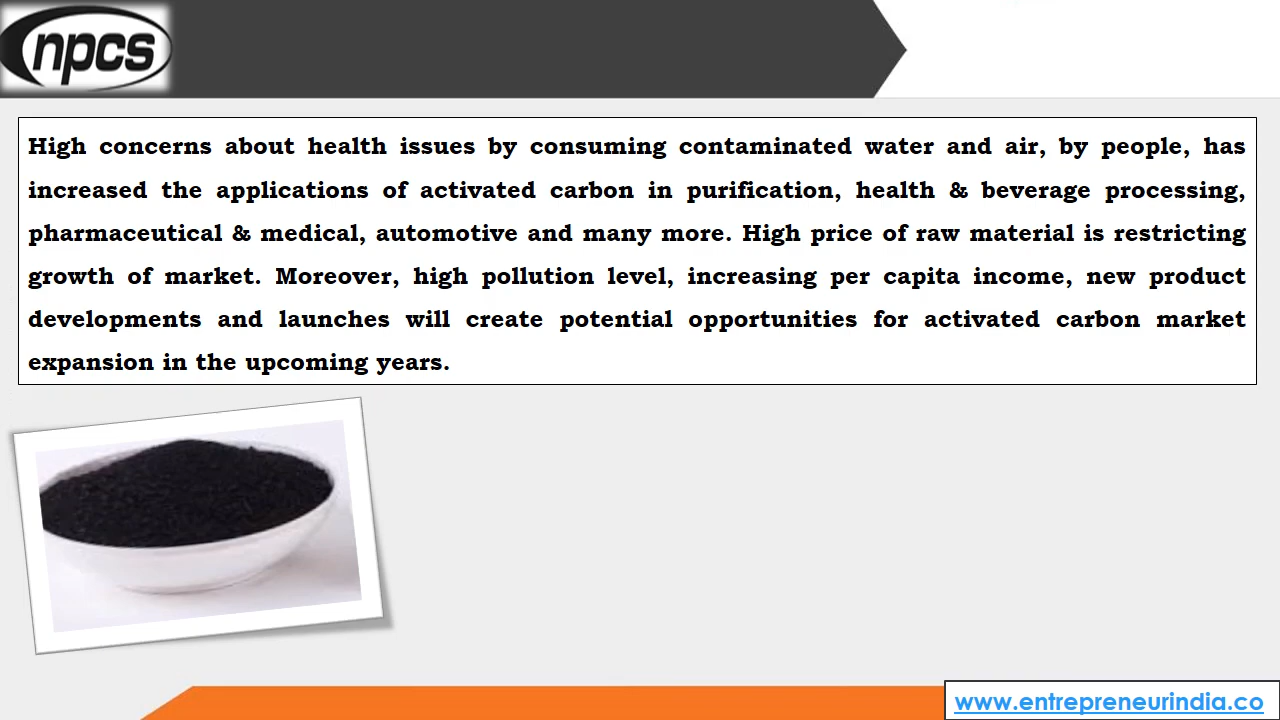 npcs
High concerns about health issues by consuming contaminated water and air, by people, has
increased the applications of activated carbon in purification, health & beverage processing,
pharmaceutical & medical, automotive and many more. High price of raw material is restricting
growth of market. Moreover, high pollution level, increasing per capita income, new product
developments and launches will create potential opportunities for activated carbon market
expansion in the upcoming years.
www.entrepreneurindia.co